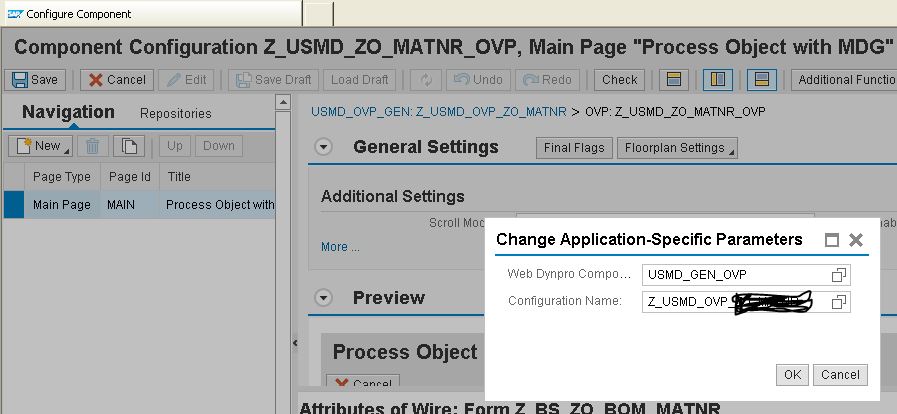 SAP Configure Component
Component Configuration Z_USMD_ZO_MATNR_OVP, Main Page "Process Object with MDG"
Save Cancel Edit Save Draft Load Draft Undo Redo Check Additional Functio
Navigation Repositories
New Up Down
Page Type Page Id Title
Main Page MAIN Process Object with
USMD_OVP_GEN: Z_USMD_OVP_ZO_MATNR > OVP: Z_USMD_ZO_MATNR_OVP
General Settings Final Flags Floorplan Settings
Additional Settings
Scroll Mod
More ...
Preview
Process Object
Cancel
Attributes of Wire: Form Z_BS_ZO_BOM_MATNR
Change Application-Specific Parameters
Web Dynpro Compo... USMD_GEN_OVP
Configuration Name: Z_USMD_OVP_
OK Cancel